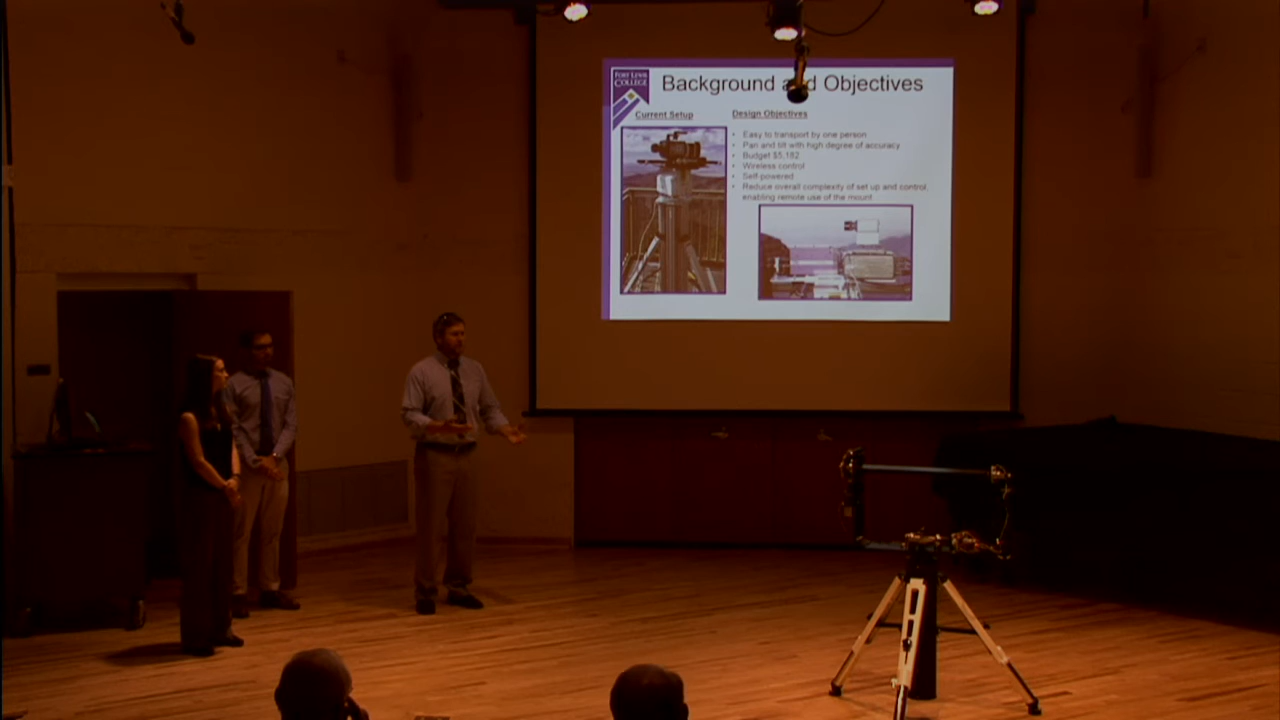 FORT LEWIS
COLLEGE
Background and Objectives
Current Setup
Design Objectives
• Easy to transport by one person
• Pan and tilt with high degree of accuracy
• Budget $5,182
• Wireless control
• Self-powered
• Reduce overall complexity of set up and control,
enabling remote use of the mount